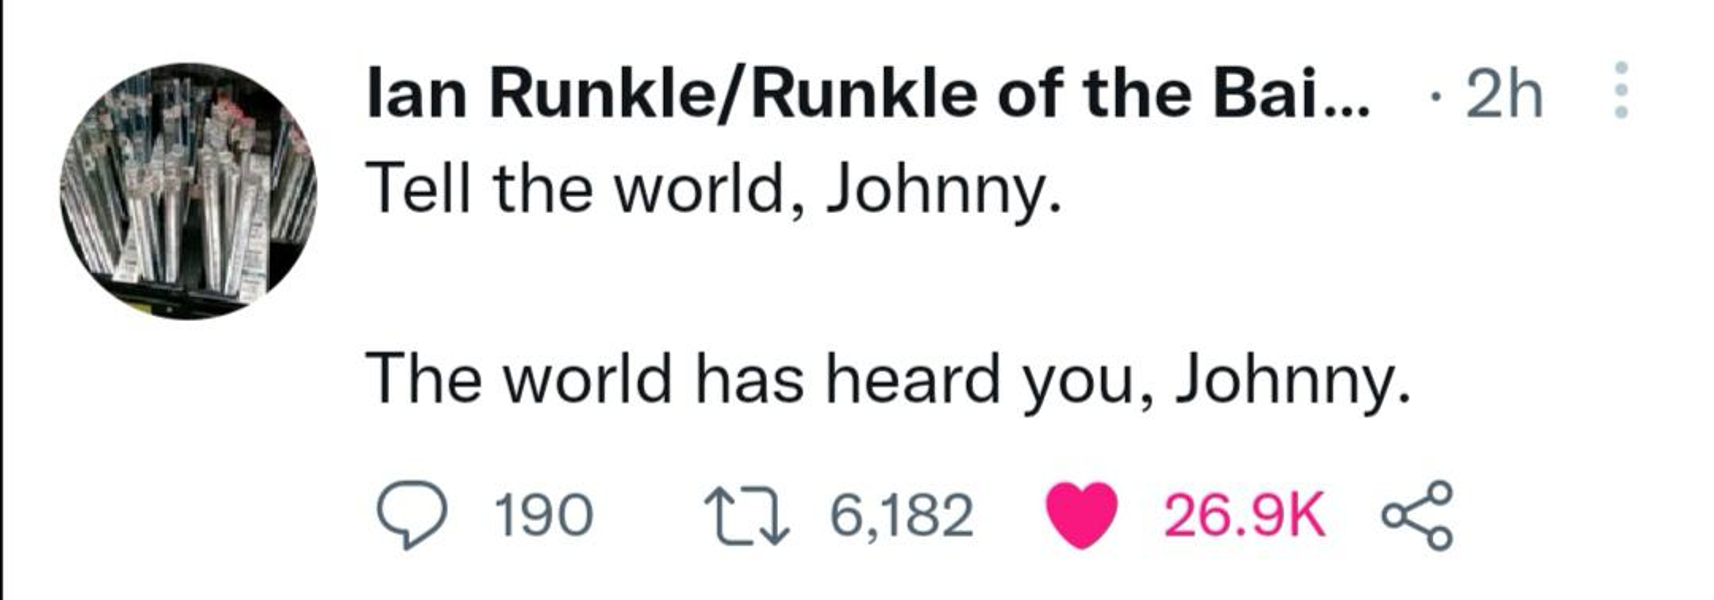 Ian Runkle/Runkle of the Bai... · 2h
Tell the world, Johnny.
The world has heard you, Johnny.
190 6,182 26.9K